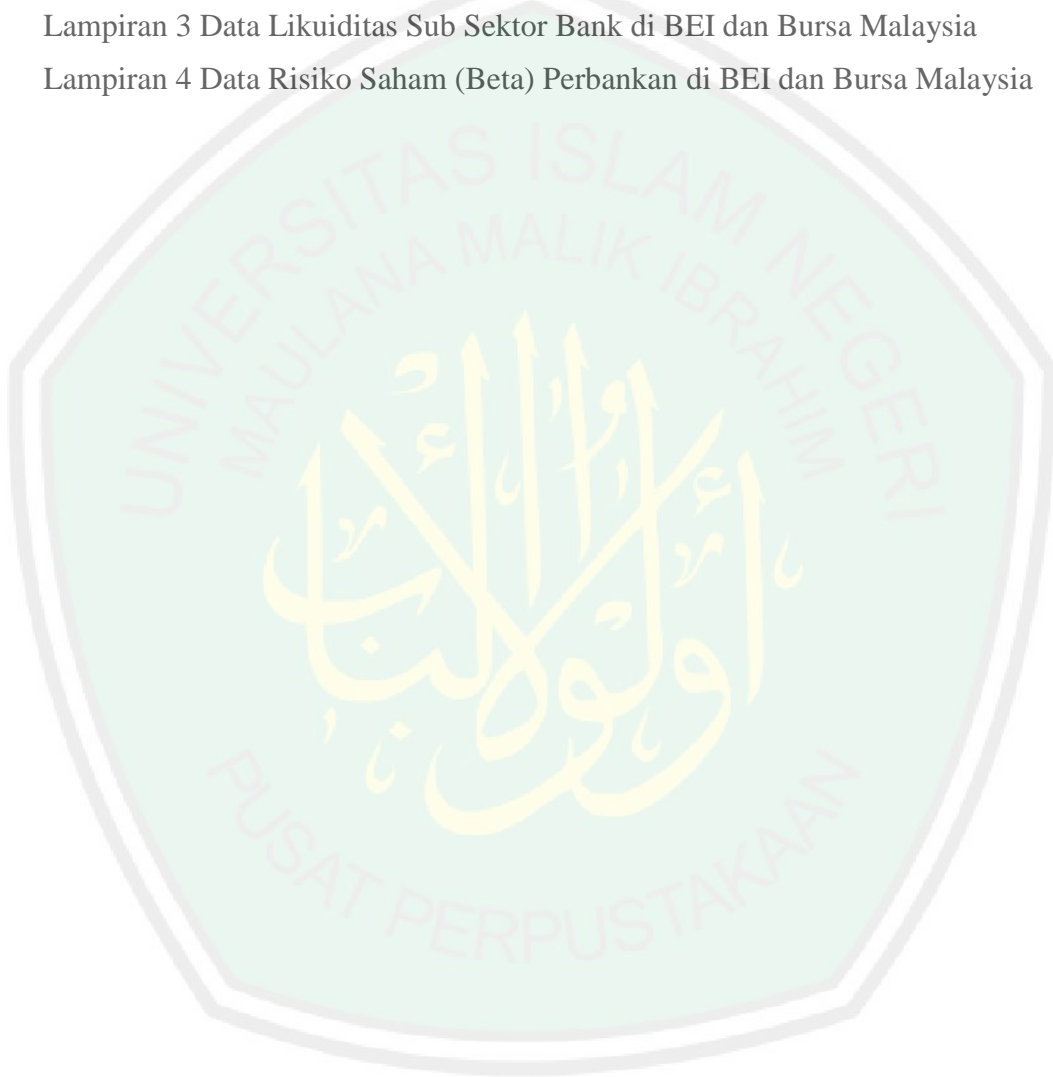 Lampiran 3 Data Likuiditas Sub Sektor Bank di BEI dan Bursa Malaysia
Lampiran 4 Data Risiko Saham (Beta) Perbankan di BEI dan Bursa Malaysia
UNIVERSITAS ISLAM NEGERI
MAULANA MALIK IBRAHIM
أولوا الألباب
PUSAT PERPUSTAKAAN